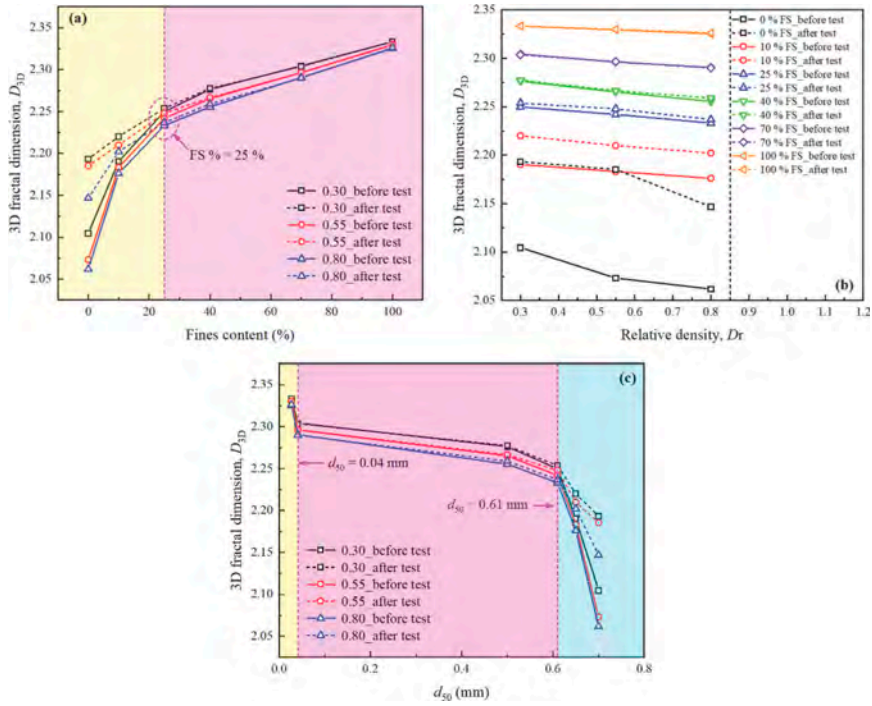 (a)
2.35
2.30
2.25
2.20
2.15
2.10
2.05
3D fractal dimension, D3D
FS % = 25 %
0.30_before test
0.30_after test
0.55_before test
0.55_after test
0.80_before test
0.80_after test
0 20 40 60 80 100
Fines content (%)
2.35
2.30
2.25
2.20
2.15
2.10
2.05
3D fractal dimension, D3D
0 % FS_before test
0 % FS_after test
10 % FS_before test
10 % FS_after test
25 % FS_before test
25 % FS_after test
40 % FS_before test
40 % FS_after test
70 % FS_before test
70 % FS_after test
100 % FS_before test
100 % FS_after test
(b)
0.3 0.4 0.5 0.6 0.7 0.8 0.9 1.0 1.1 1.2
Relative density, Dr
(c)
2.35
2.30
2.25
2.20
2.15
2.10
2.05
3D fractal dimension, D3D
d50 = 0.04 mm
d50 = 0.61 mm
0.30_before test
0.30_after test
0.55_before test
0.55_after test
0.80_before test
0.80_after test
0.0 0.2 0.4 0.6 0.8
d50 (mm)